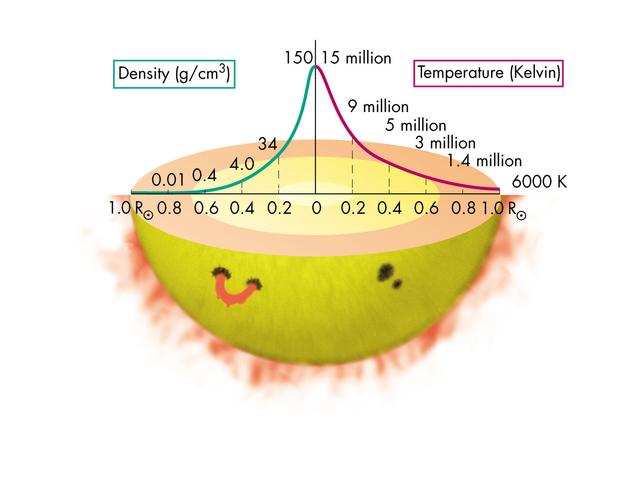 150 15 million
Density (g/cm³)
Temperature (Kelvin)
9 million
5 million
34
3 million
4.0
1.4 million
0.01 0.4
6000 K
1.0 R☉ 0.8 0.6 0.4 0.2 0 0.2 0.4 0.6 0.8 1.0 R☉